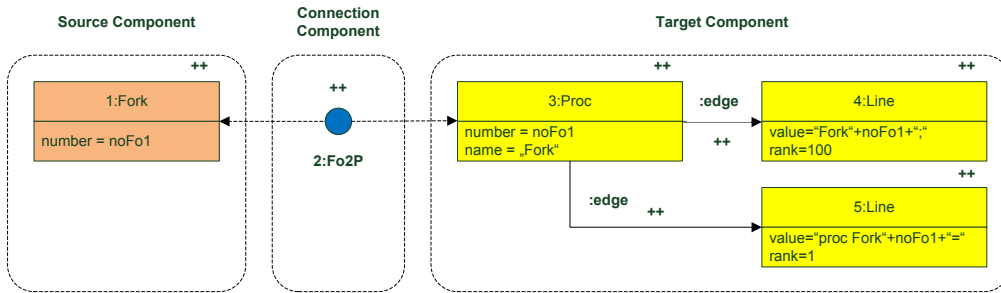 Source Component
Connection
Component
Target Component
++
++
++
++
1:Fork
number = noFo1
2:Fo2P
3:Proc
number = noFo1
name = „Fork“
:edge
++
4:Line
value=“Fork“+noFo1+“;“
rank=100
:edge
++
++
5:Line
value=“proc Fork“+noFo1+“=“
rank=1